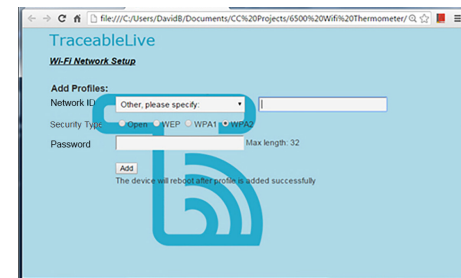 file:///C:/Users/DavidB/Documents/CC%20Projects/6500%20Wifi%20Thermometer/
TraceableLive
Wi-Fi Network Setup
Add Profiles:
Network ID Other, please specify:
Security Type Open WEP WPA1 WPA2
Password Max length: 32
Add
The device will reboot after profile is added successfully